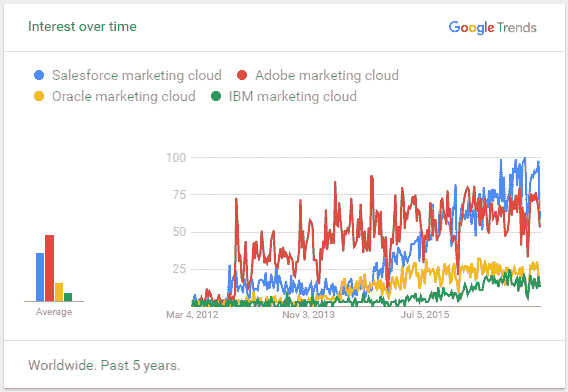 Interest over time
Google Trends
Salesforce marketing cloud Adobe marketing cloud
Oracle marketing cloud IBM marketing cloud
100
75
50
25
Average
Mar 4, 2012 Nov 3, 2013 Jul 5, 2015
Worldwide. Past 5 years.